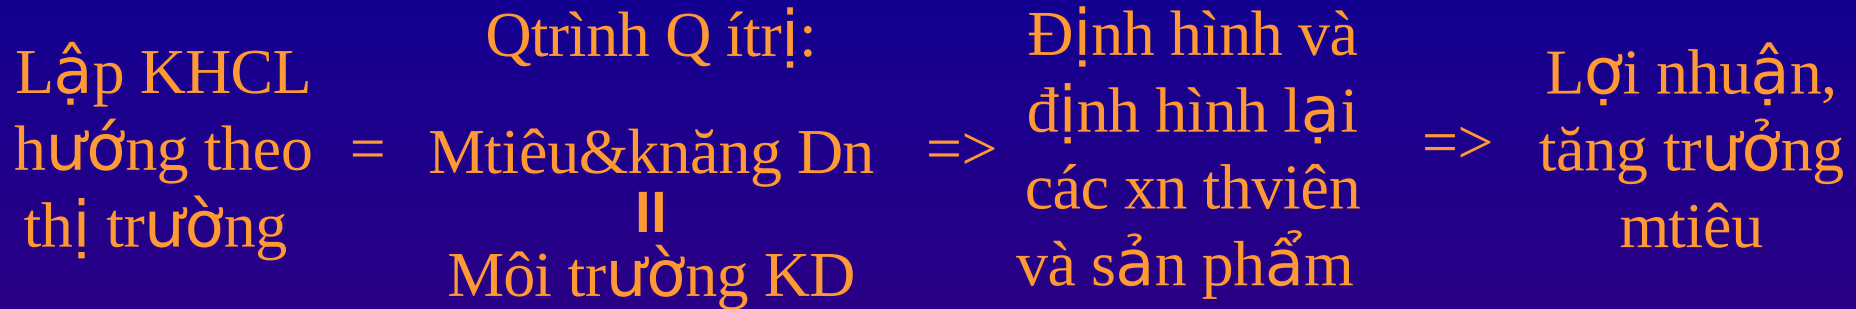 Lập KHCL
hướng theo
thị trường
=
Qtrình Q ítrị:
Mtiêu&knăng Dn
=
Môi trường KD
=>
Định hình và
định hình lại
các xn thviên
và sản phẩm
=>
Lợi nhuận,
tăng trưởng
mtiêu